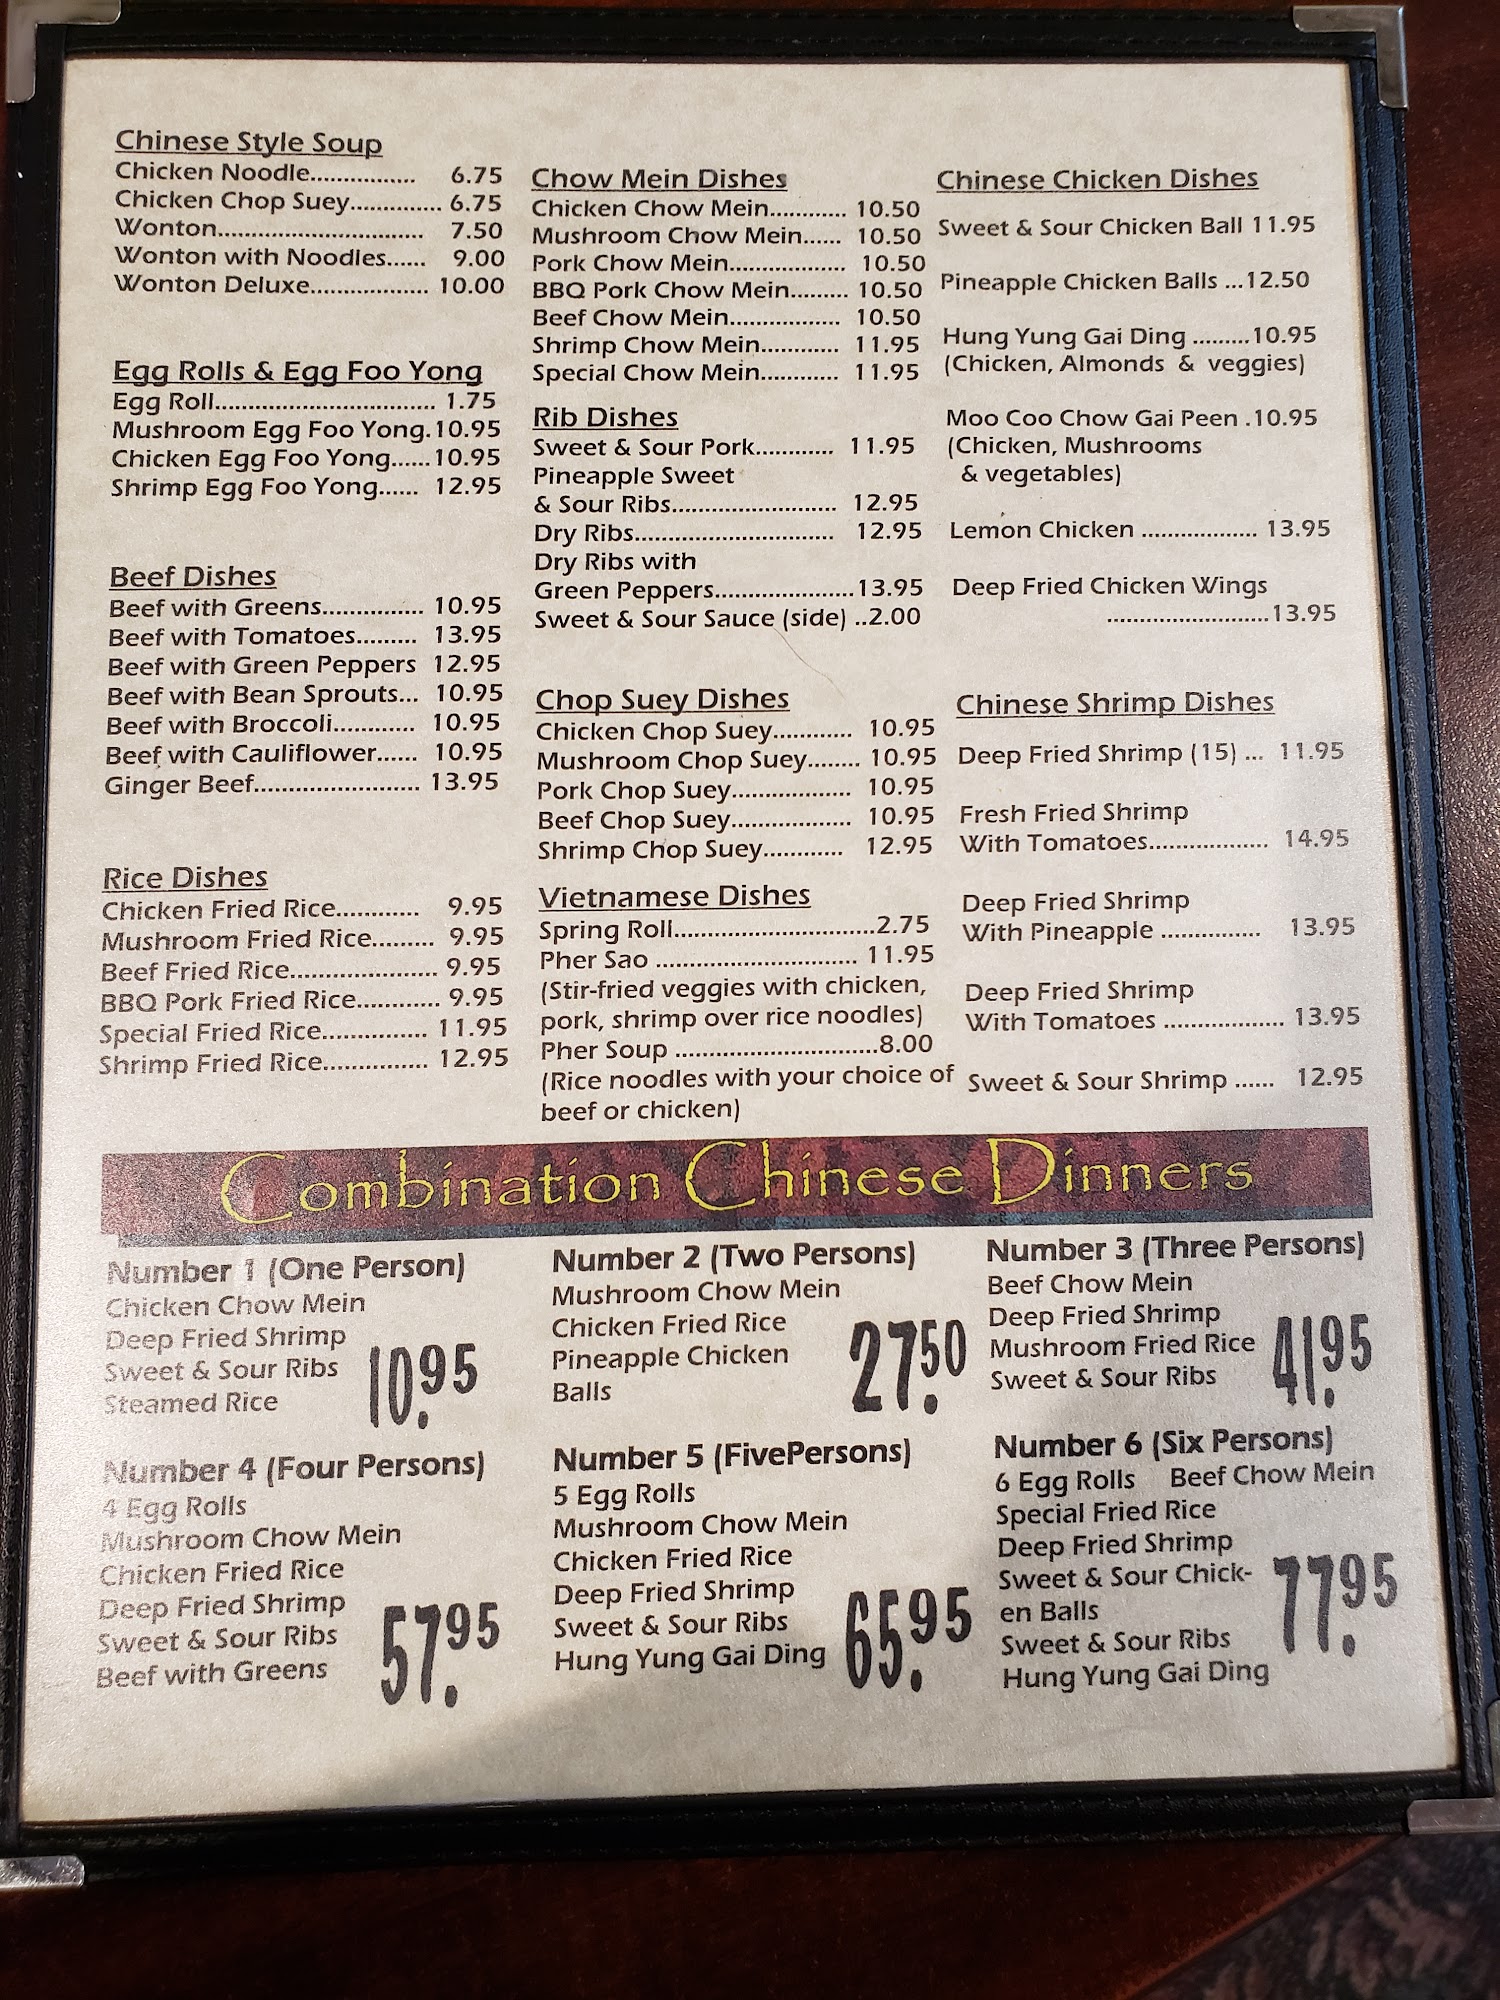 Chinese Style Soup
Chicken Noodle................ 6.75
Chicken Chop Suey.............. 6.75
Wonton............................... 7.50
Wonton with Noodles...... 9.00
Wonton Deluxe.................. 10.00
Egg Rolls & Egg Foo Yong
Egg Roll................................. 1.75
Mushroom Egg Foo Yong.10.95
Chicken Egg Foo Yong......10.95
Shrimp Egg Foo Yong...... 12.95
Beef Dishes
Beef with Greens............... 10.95
Beef with Tomatoes......... 13.95
Beef with Green Peppers 12.95
Beef with Bean Sprouts... 10.95
Beef with Broccoli............ 10.95
Beef with Cauliflower...... 10.95
Ginger Beef......................... 13.95
Rice Dishes
Chicken Fried Rice............ 9.95
Mushroom Fried Rice......... 9.95
Beef Fried Rice...................... 9.95
BBQ Pork Fried Rice............ 9.95
Special Fried Rice................ 11.95
Shrimp Fried Rice................ 12.95
Chow Mein Dishes
Chicken Chow Mein............ 10.50
Mushroom Chow Mein...... 10.50
Pork Chow Mein.................. 10.50
BBQ Pork Chow Mein......... 10.50
Beef Chow Mein................. 10.50
Shrimp Chow Mein............ 11.95
Special Chow Mein............ 11.95
Rib Dishes
Sweet & Sour Pork............ 11.95
Pineapple Sweet
& Sour Ribs......................... 12.95
Dry Ribs.............................. 12.95
Dry Ribs with
Green Peppers.....................13.95
Sweet & Sour Sauce (side) ..2.00
Chop Suey Dishes
Chicken Chop Suey............ 10.95
Mushroom Chop Suey........ 10.95
Pork Chop Suey.................. 10.95
Beef Chop Suey.................. 10.95
Shrimp Chop Suey............ 12.95
Vietnamese Dishes
Spring Roll..............................2.75
Pher Sao .............................. 11.95
(Stir-fried veggies with chicken,
pork, shrimp over rice noodles)
Pher Soup ..............................8.00
(Rice noodles with your choice of
beef or chicken)
Chinese Chicken Dishes
Sweet & Sour Chicken Ball 11.95
Pineapple Chicken Balls ...12.50
Hung Yung Gai Ding .........10.95
(Chicken, Almonds & veggies)
Moo Coo Chow Gai Peen .10.95
(Chicken, Mushrooms
& vegetables)
Lemon Chicken .................. 13.95
Deep Fried Chicken Wings
.........................13.95
Chinese Shrimp Dishes
Deep Fried Shrimp (15) ... 11.95
Fresh Fried Shrimp
With Tomatoes.................. 14.95
Deep Fried Shrimp
With Pineapple ............... 13.95
Deep Fried Shrimp
With Tomatoes .................. 13.95
Sweet & Sour Shrimp ...... 12.95
Combination Chinese Dinners
Number 1 (One Person)
Chicken Chow Mein
Deep Fried Shrimp
Sweet & Sour Ribs
Steamed Rice
10.95
Number 2 (Two Persons)
Mushroom Chow Mein
Chicken Fried Rice
Pineapple Chicken
Balls
27.50
Number 3 (Three Persons)
Beef Chow Mein
Deep Fried Shrimp
Mushroom Fried Rice
Sweet & Sour Ribs
41.95
Number 4 (Four Persons)
4 Egg Rolls
Mushroom Chow Mein
Chicken Fried Rice
Deep Fried Shrimp
Sweet & Sour Ribs
Beef with Greens
57.95
Number 5 (FivePersons)
5 Egg Rolls
Mushroom Chow Mein
Chicken Fried Rice
Deep Fried Shrimp
Sweet & Sour Ribs
Hung Yung Gai Ding
65.95
Number 6 (Six Persons)
6 Egg Rolls Beef Chow Mein
Special Fried Rice
Deep Fried Shrimp
Sweet & Sour Chick-
en Balls
Sweet & Sour Ribs
Hung Yung Gai Ding
77.95